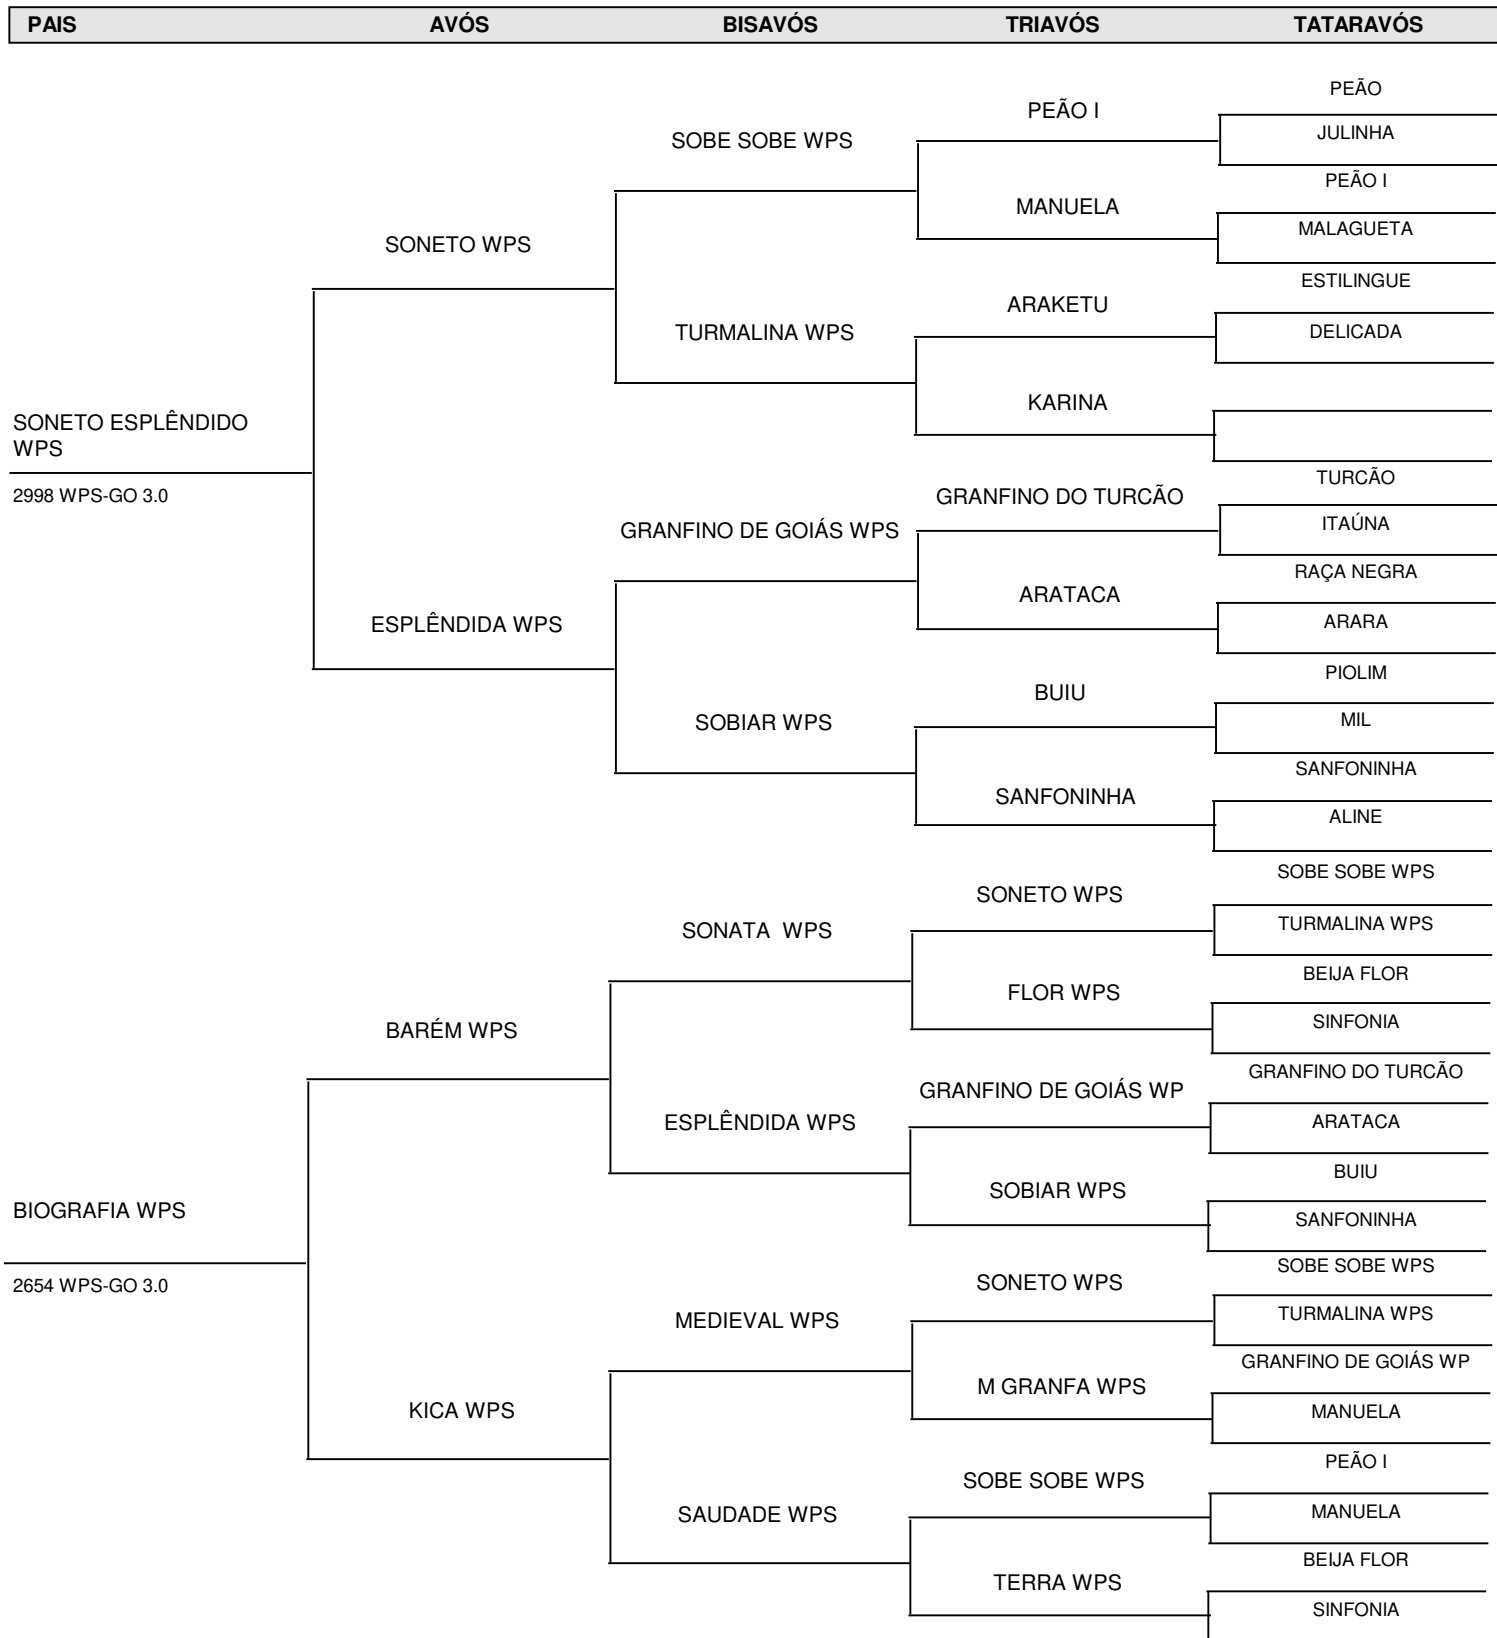 PAIS AVÓS BISAVÓS TRIAVÓS TATARAVÓS
PEÃO
PEÃO I
JULINHA
SOBE SOBE WPS
PEÃO I
MANUELA
MALAGUETA
SONETO WPS
ESTILINGUE
ARAKETU
TURMALINA WPS
DELICADA
KARINA
SONETO ESPLÊNDIDO
WPS
TURCÃO
2998 WPS-GO 3.0
GRANFINO DO TURCÃO
ITAÚNA
GRANFINO DE GOIÁS WPS
RAÇA NEGRA
ARATACA
ARARA
ESPLÊNDIDA WPS
PIOLIM
BUIU
MIL
SOBIAR WPS
SANFONINHA
SANFONINHA
ALINE
SOBE SOBE WPS
SONETO WPS
TURMALINA WPS
SONATA  WPS
BEIJA FLOR
FLOR WPS
SINFONIA
BARÉM WPS
GRANFINO DO TURCÃO
GRANFINO DE GOIÁS WP
ARATACA
ESPLÊNDIDA WPS
BUIU
SOBIAR WPS
BIOGRAFIA WPS
SANFONINHA
SOBE SOBE WPS
2654 WPS-GO 3.0
SONETO WPS
TURMALINA WPS
MEDIEVAL WPS
GRANFINO DE GOIÁS WP
M GRANFA WPS
KICA WPS
MANUELA
PEÃO I
SOBE SOBE WPS
MANUELA
SAUDADE WPS
BEIJA FLOR
TERRA WPS
SINFONIA